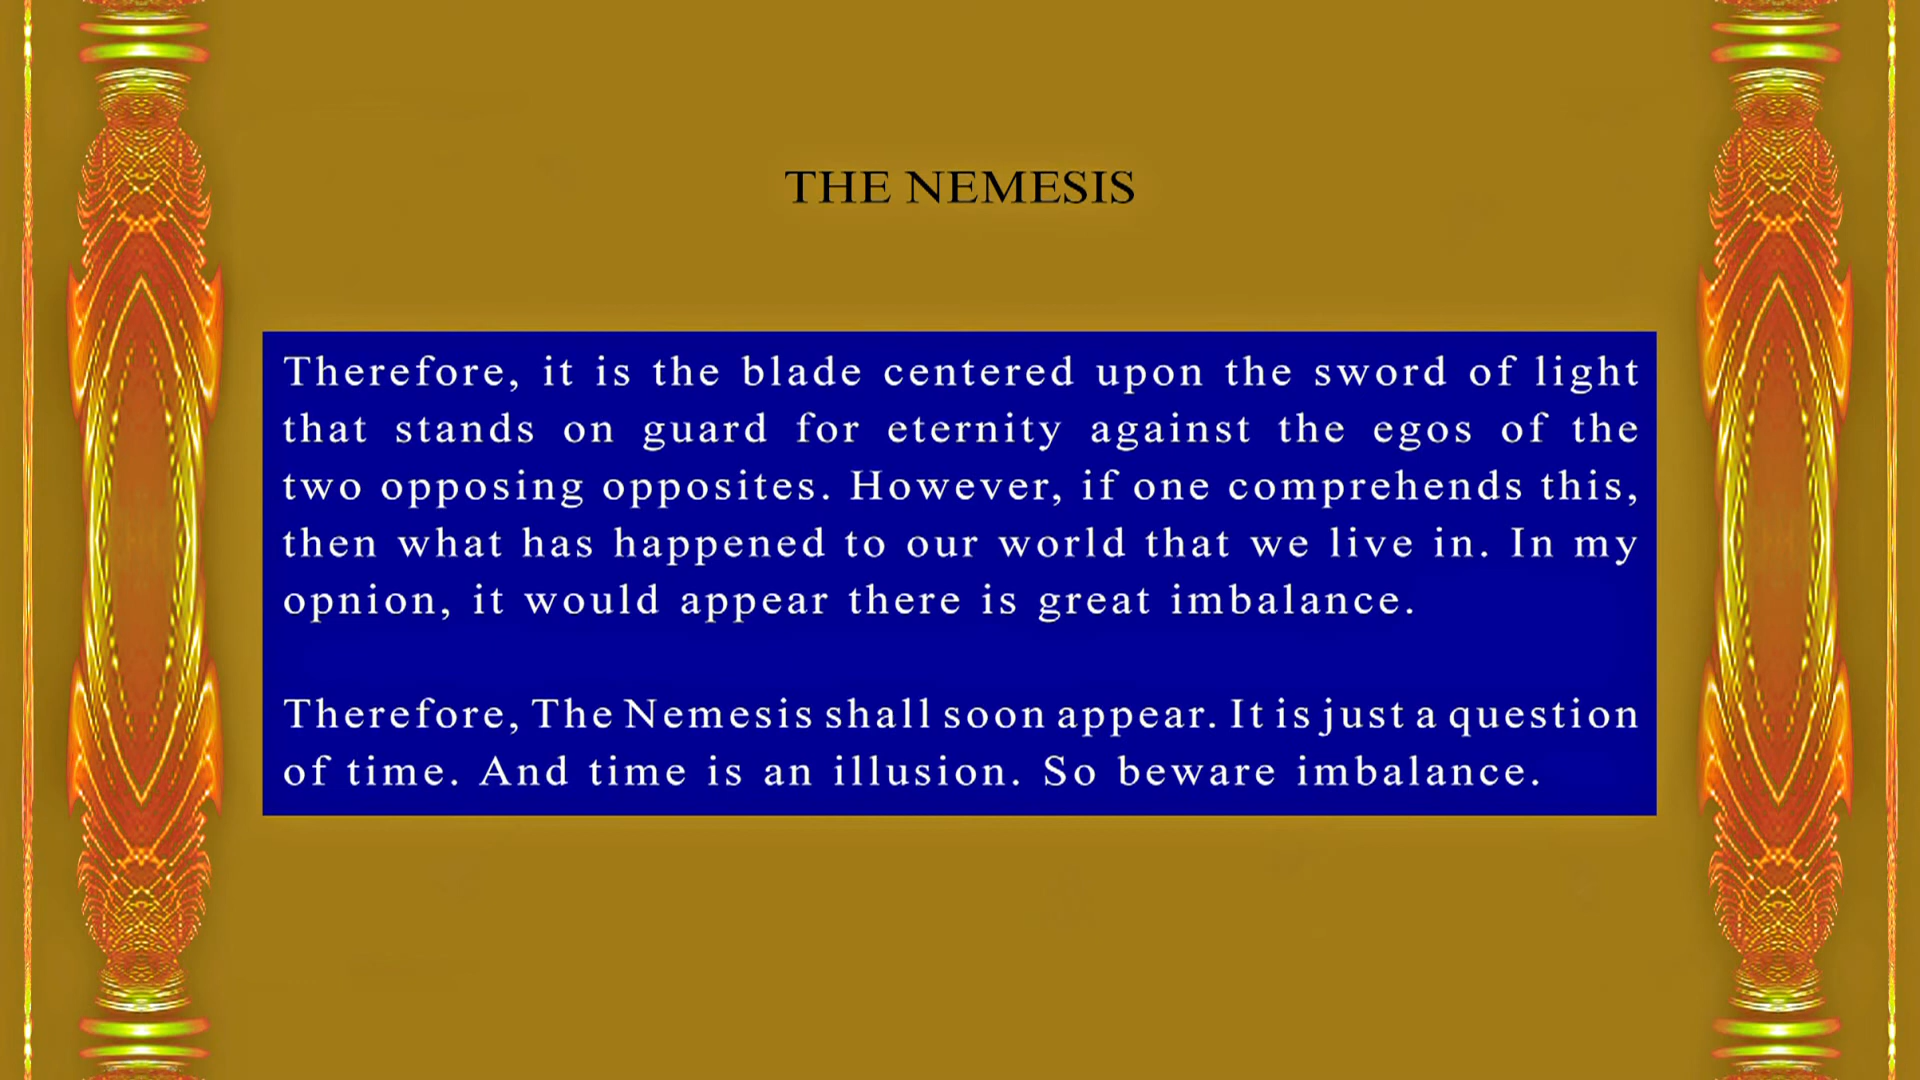 THE NEMESIS
Therefore, it is the blade centered upon the sword of light
that stands on guard for eternity against the egos of the
two opposing opposites. However, if one comprehends this,
then what has happened to our world that we live in. In my
opnion, it would appear there is great imbalance.
Therefore, The Nemesis shall soon appear. It is just a question
of time. And time is an illusion. So beware imbalance.